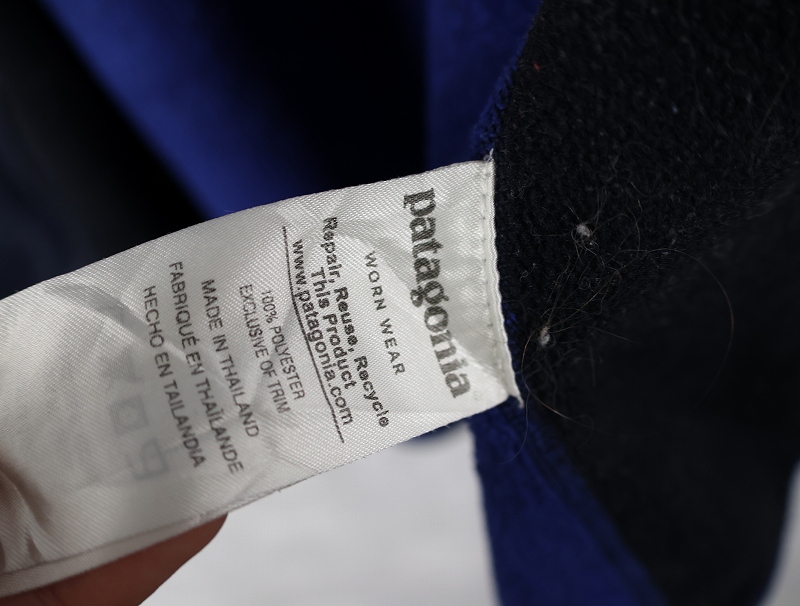 patagonia
WORN WEAR
Repair, Reuse, Recycle
This Product
www.patagonia.com
100% POLYESTER
EXCLUSIVE OF TRIM
MADE IN THAILAND
FABRIQUÉ EN THAÏLANDE
HECHO EN TAILANDIA